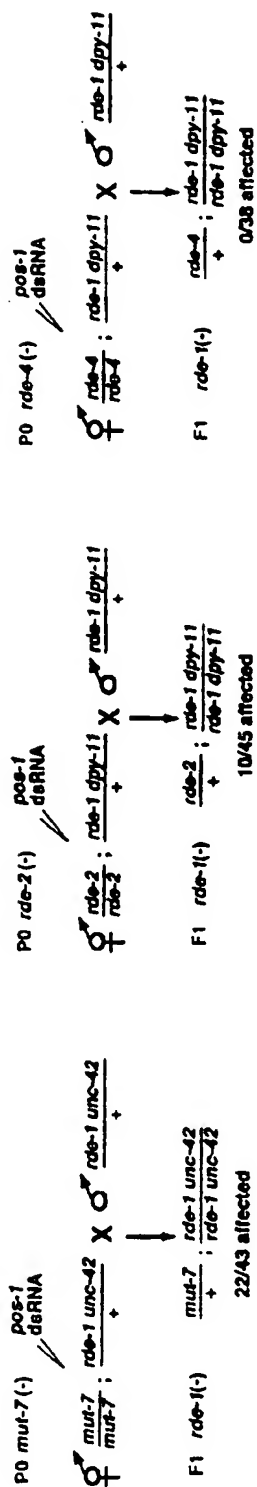 P0 mut-7(-)
pos-1
dsRNA
mut-7 ; rde-1 unc-42 X rde-1 unc-42
mut-7 + +
F1 rde-1(-) mut-7 ; rde-1 unc-42
+ rde-1 unc-42
22/43 affected
P0 rde-2(-)
pos-1
dsRNA
rde-2 ; rde-1 dpy-11 X rde-1 dpy-11
rde-2 + +
F1 rde-1(-) rde-2 ; rde-1 dpy-11
+ rde-1 dpy-11
10/45 affected
P0 rde-4(-)
pos-1
dsRNA
rde-4 ; rde-1 dpy-11 X rde-1 dpy-11
rde-4 + +
F1 rde-1(-) rde-4 ; rde-1 dpy-11
+ rde-1 dpy-11
0/38 affected